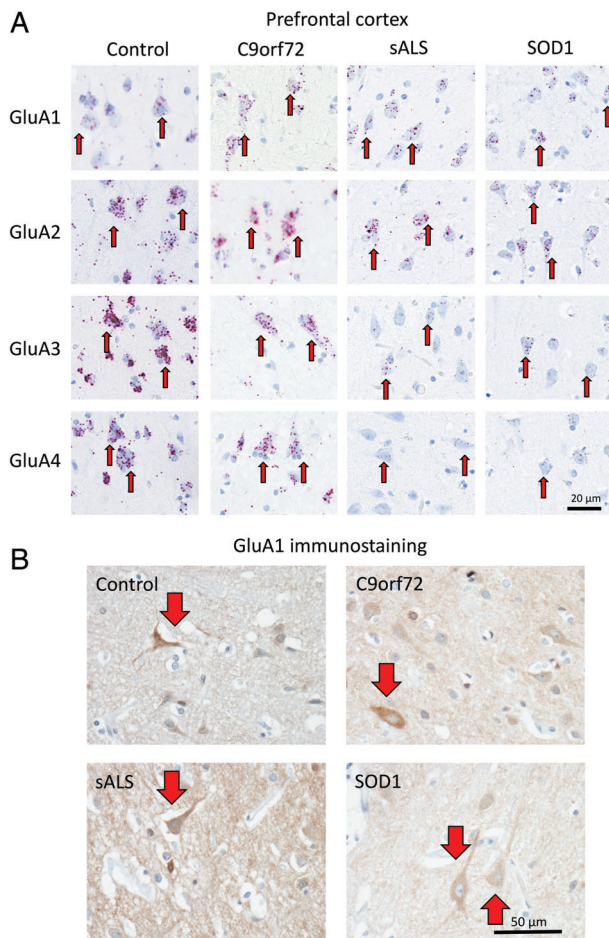 A
Prefrontal cortex
Control C9orf72 sALS SOD1
GluA1
GluA2
GluA3
GluA4
20 µm
GluA1 immunostaining
B
Control
C9orf72
sALS
SOD1
50 µm